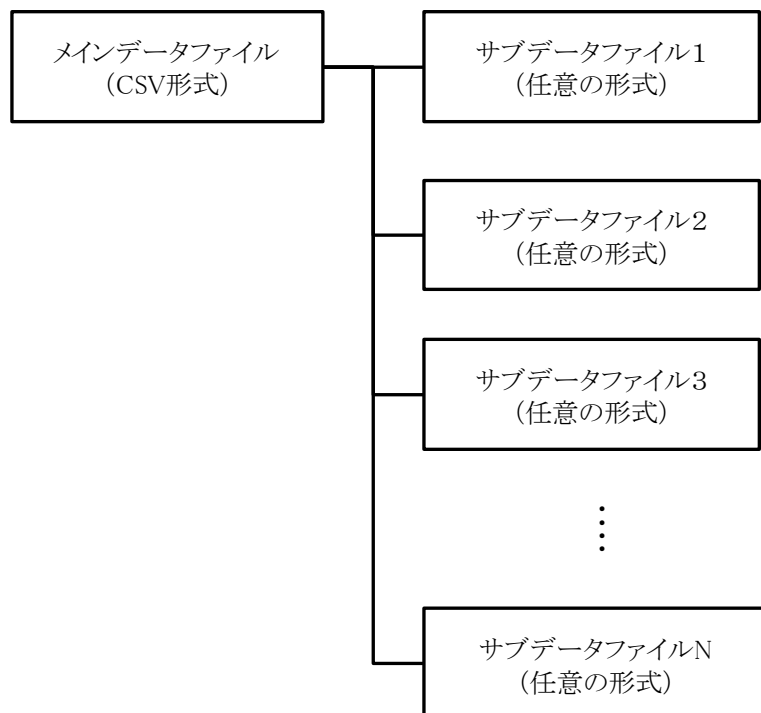 メインデータファイル
（CSV形式）
サブデータファイル１
（任意の形式）
サブデータファイル２
（任意の形式）
サブデータファイル３
（任意の形式）
サブデータファイルN
（任意の形式）